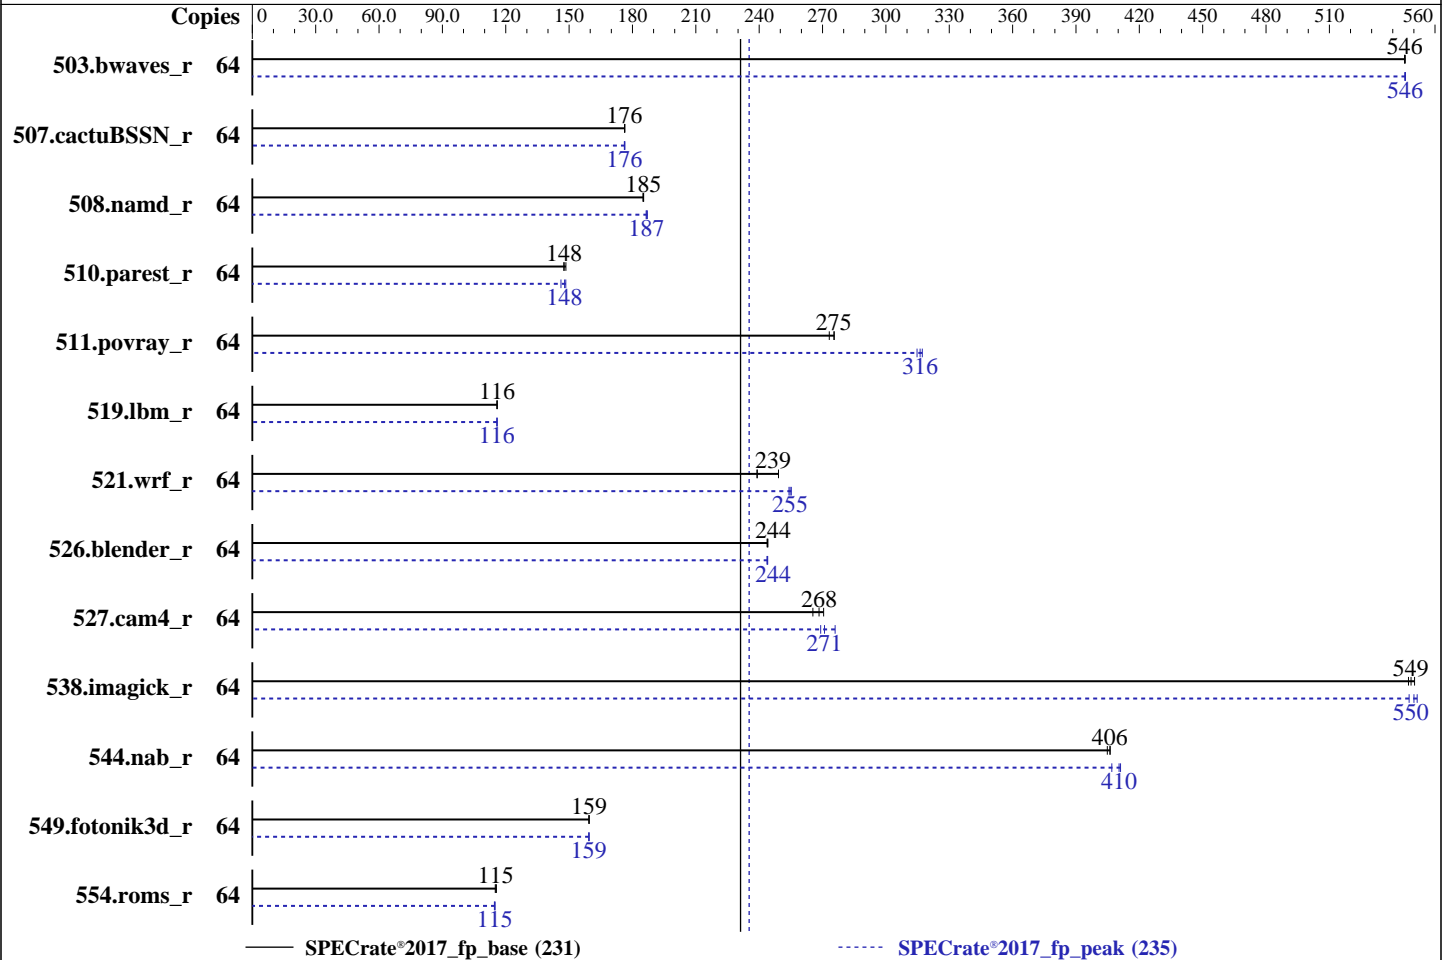 Copies 0 30.0 60.0 90.0 120 150 180 210 240 270 300 330 360 390 420 450 480 510 560
503.bwaves_r 64 546
546
507.cactuBSSN_r 64 176
176
508.namd_r 64 185
187
510.parest_r 64 148
148
511.povray_r 64 275
316
519.lbm_r 64 116
116
521.wrf_r 64 239
255
526.blender_r 64 244
244
527.cam4_r 64 268
271
538.imagick_r 64 549
550
544.nab_r 64 406
410
549.fotonik3d_r 64 159
159
554.roms_r 64 115
115
SPECrate®2017_fp_base (231) SPECrate®2017_fp_peak (235)